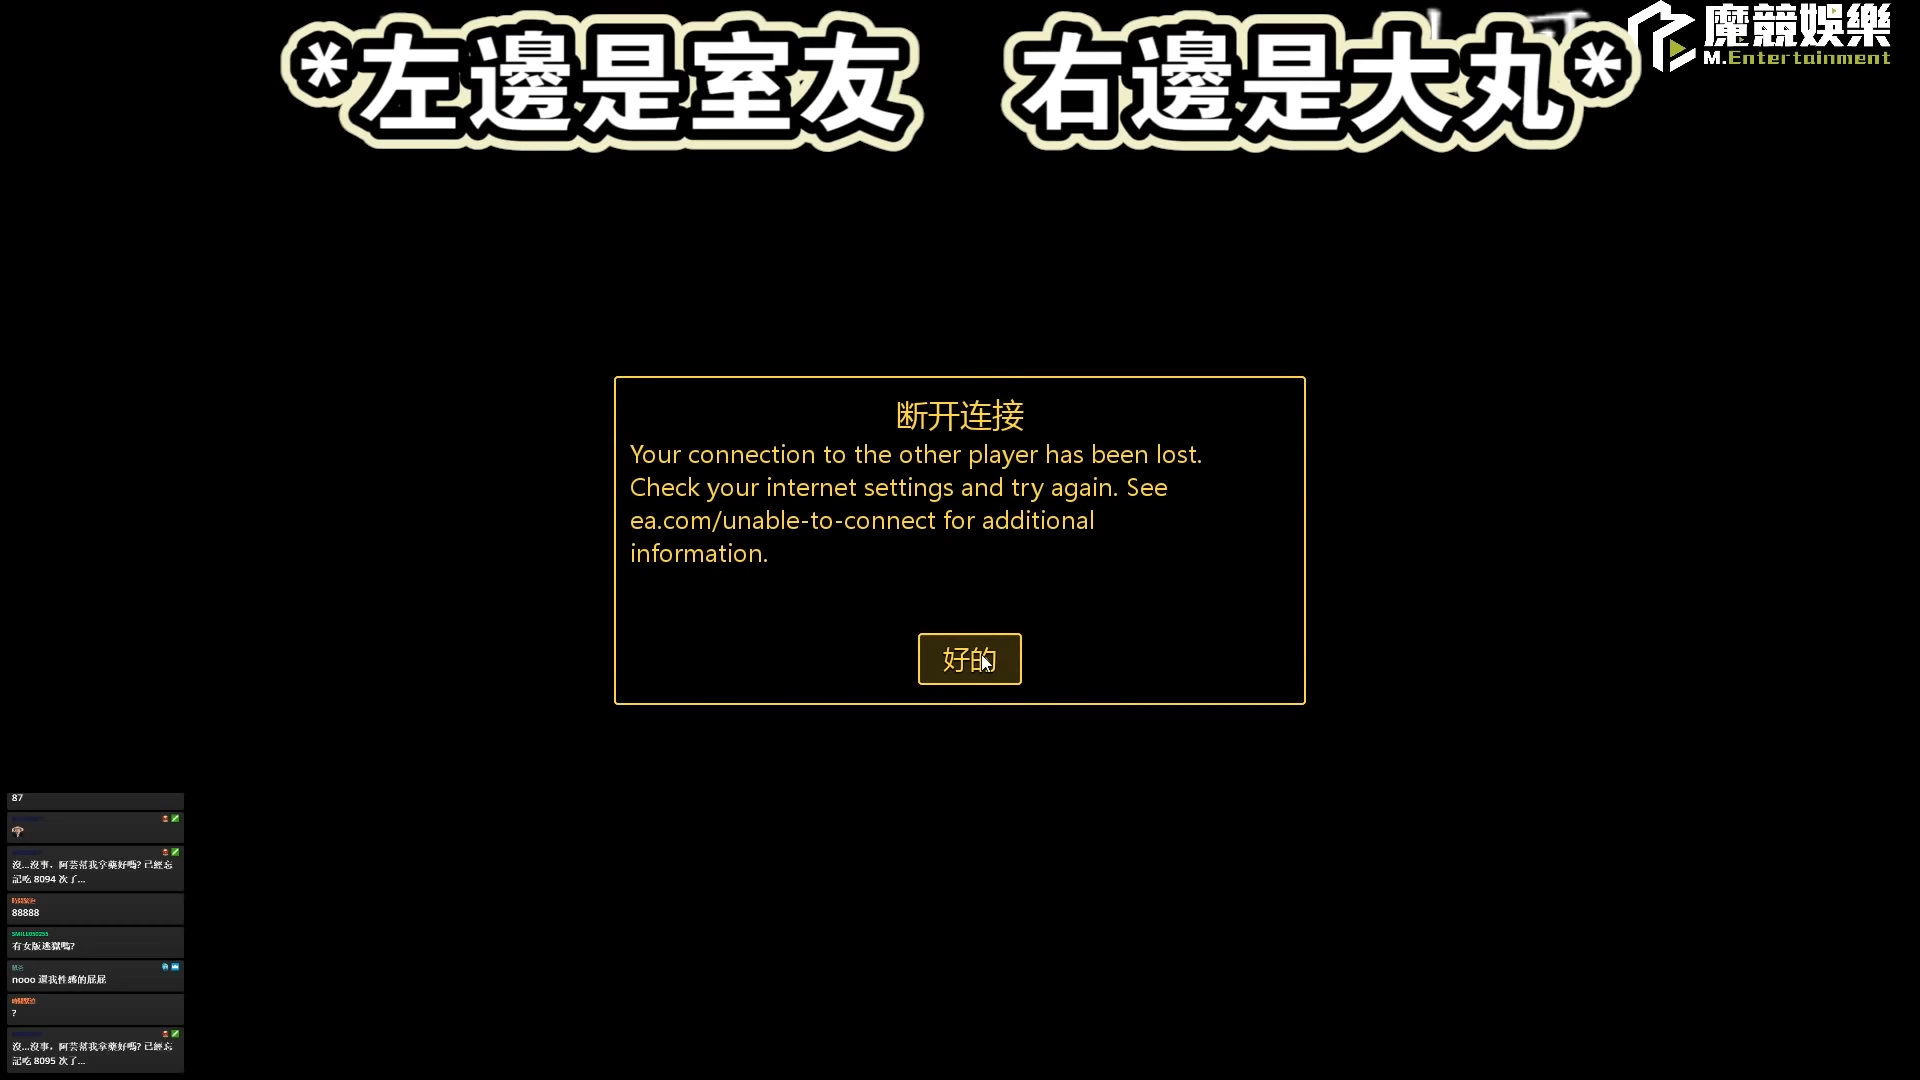 *左邊是室友 右邊是大丸*
魔競娛樂
M.Entertainment
断开连接
Your connection to the other player has been lost.
Check your internet settings and try again. See
ea.com/unable-to-connect for additional
information.
好的
87
沒...沒事，阿芸幫我拿藥好嗎? 已經忘
記吃 8094 次了...
88888
SMILE050255
有女版逃獄嗎?
nooo 還我性感的屁屁
?
沒...沒事，阿芸幫我拿藥好嗎? 已經忘
記吃 8095 次了...